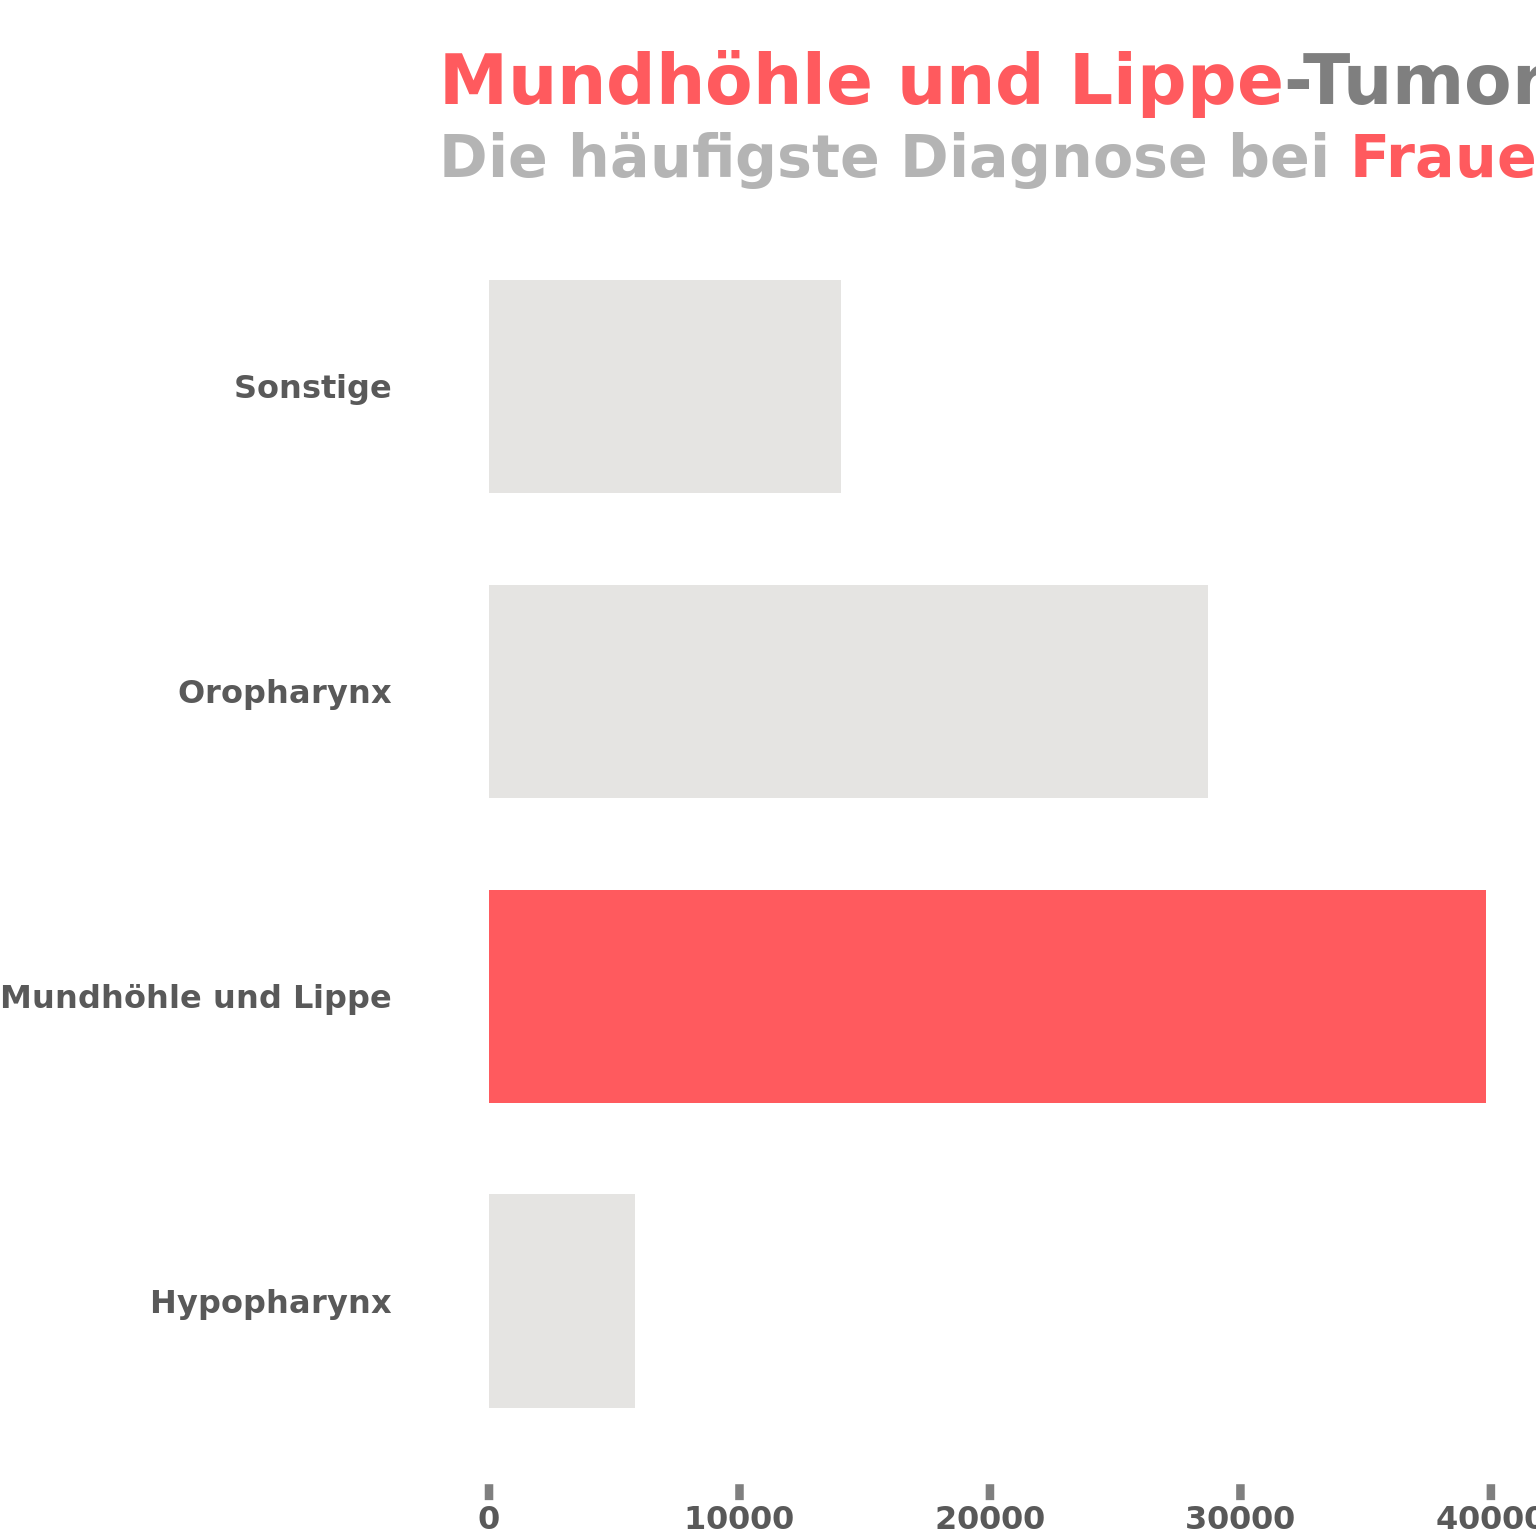 Mundhöhle und Lippe-Tumor
Die häufigste Diagnose bei Fraue
Sonstige
Oropharynx
Mundhöhle und Lippe
Hypopharynx
0 10000 20000 30000 40000